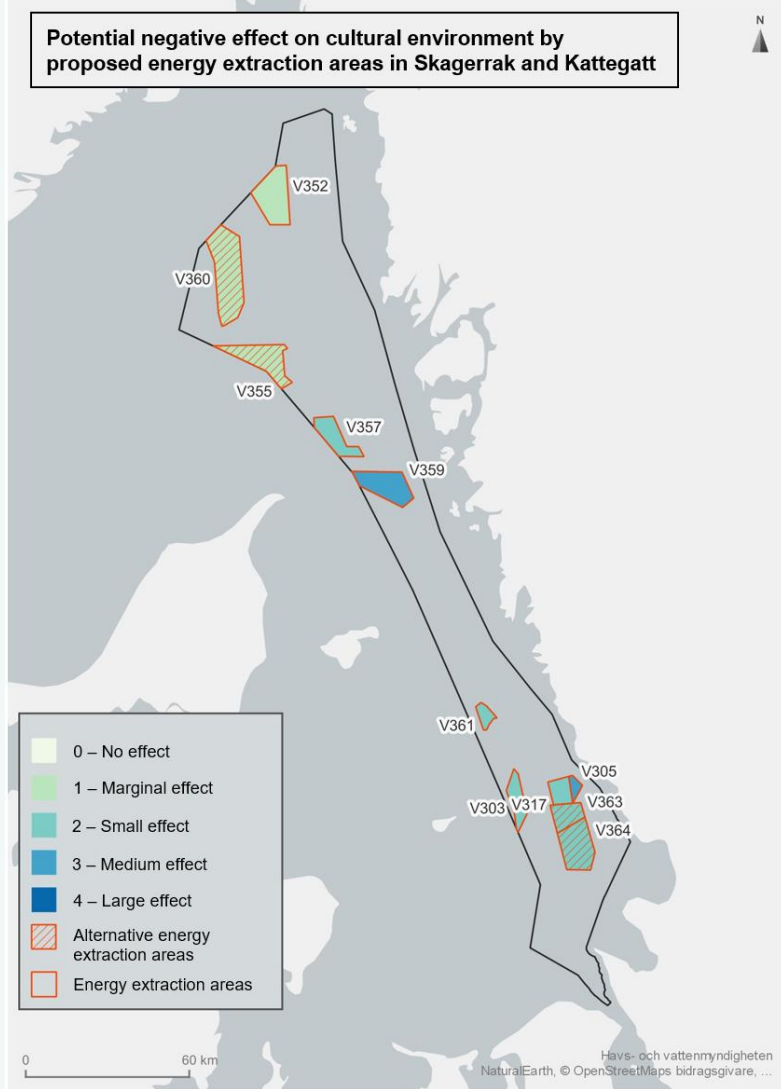 Potential negative effect on cultural environment by
proposed energy extraction areas in Skagerrak and Kattegatt
N
V352
V360
V355
V357
V359
V361
V305
V303
V317
V363
V364
0 – No effect
1 – Marginal effect
2 – Small effect
3 – Medium effect
4 – Large effect
Alternative energy
extraction areas
Energy extraction areas
0 60 km
Havs- och vattenmyndigheten
NaturalEarth, © OpenStreetMaps bidragsgivare, ...